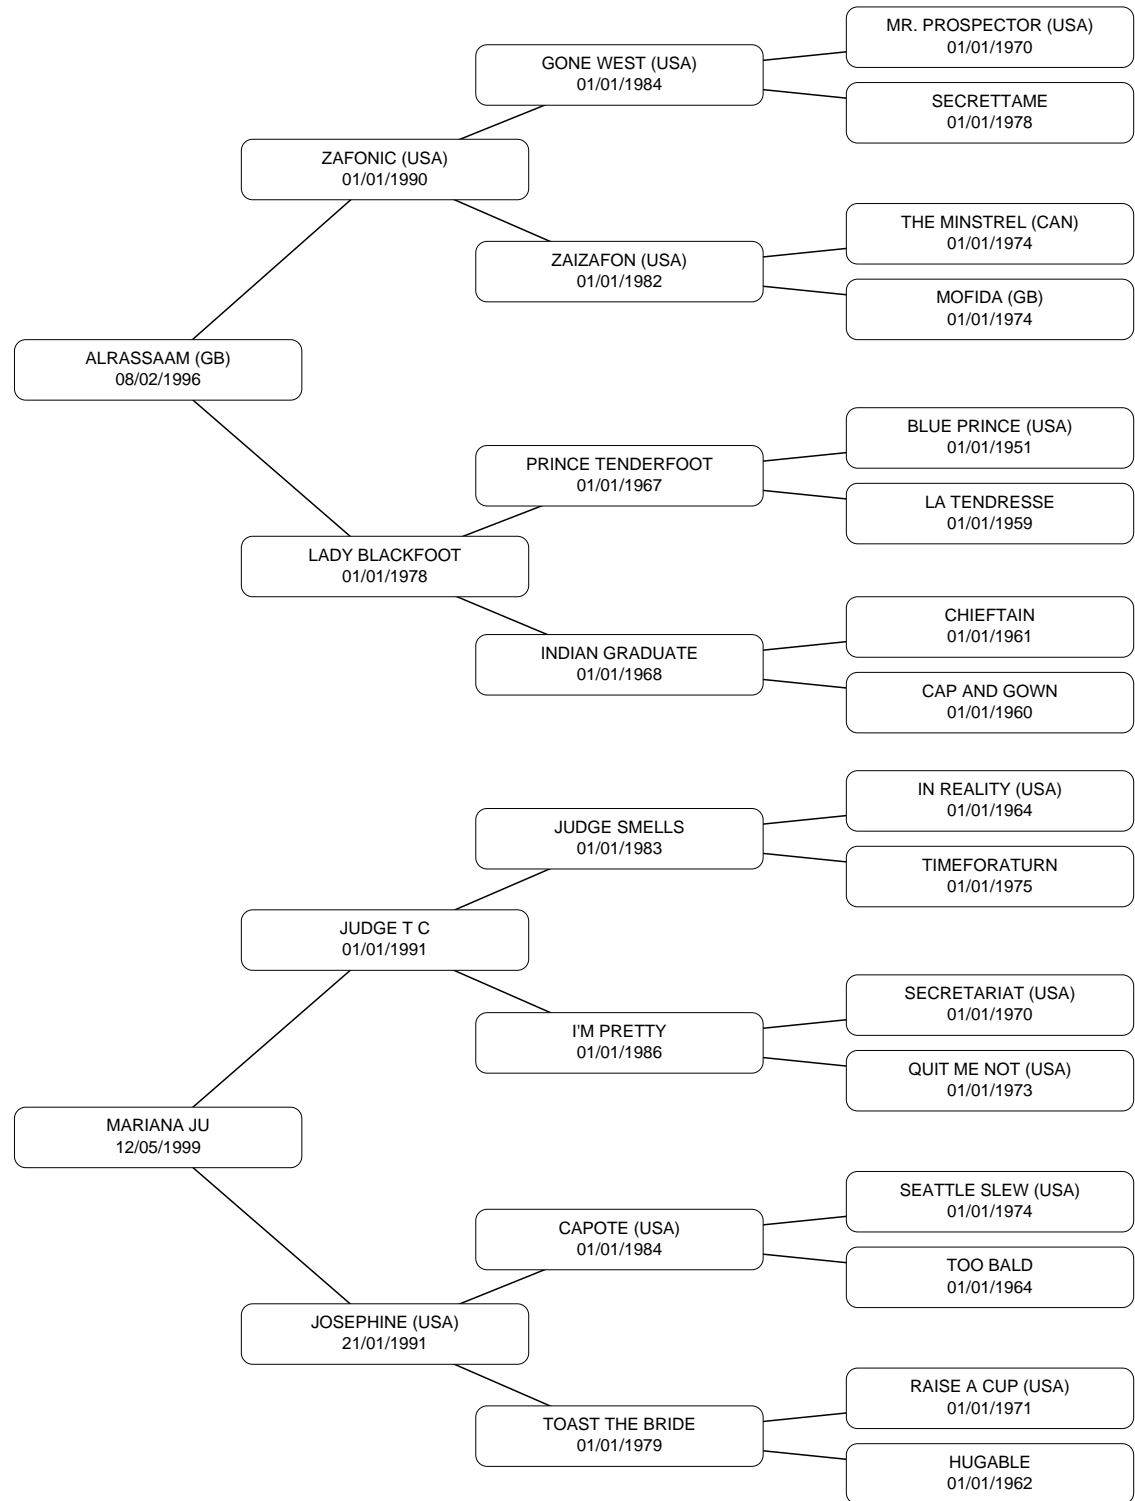 MR. PROSPECTOR (USA)
01/01/1970
GONE WEST (USA)
01/01/1984
SECRETTAME
01/01/1978
ZAFONIC (USA)
01/01/1990
THE MINSTREL (CAN)
01/01/1974
ZAIZAFON (USA)
01/01/1982
MOFIDA (GB)
01/01/1974
ALRASSAAM (GB)
08/02/1996
BLUE PRINCE (USA)
01/01/1951
PRINCE TENDERFOOT
01/01/1967
LA TENDRESSE
01/01/1959
LADY BLACKFOOT
01/01/1978
CHIEFTAIN
01/01/1961
INDIAN GRADUATE
01/01/1968
CAP AND GOWN
01/01/1960
IN REALITY (USA)
01/01/1964
JUDGE SMELLS
01/01/1983
TIMEFORATURN
01/01/1975
JUDGE T C
01/01/1991
SECRETARIAT (USA)
01/01/1970
I'M PRETTY
01/01/1986
QUIT ME NOT (USA)
01/01/1973
MARIANA JU
12/05/1999
SEATTLE SLEW (USA)
01/01/1974
CAPOTE (USA)
01/01/1984
TOO BALD
01/01/1964
JOSEPHINE (USA)
21/01/1991
RAISE A CUP (USA)
01/01/1971
TOAST THE BRIDE
01/01/1979
HUGABLE
01/01/1962